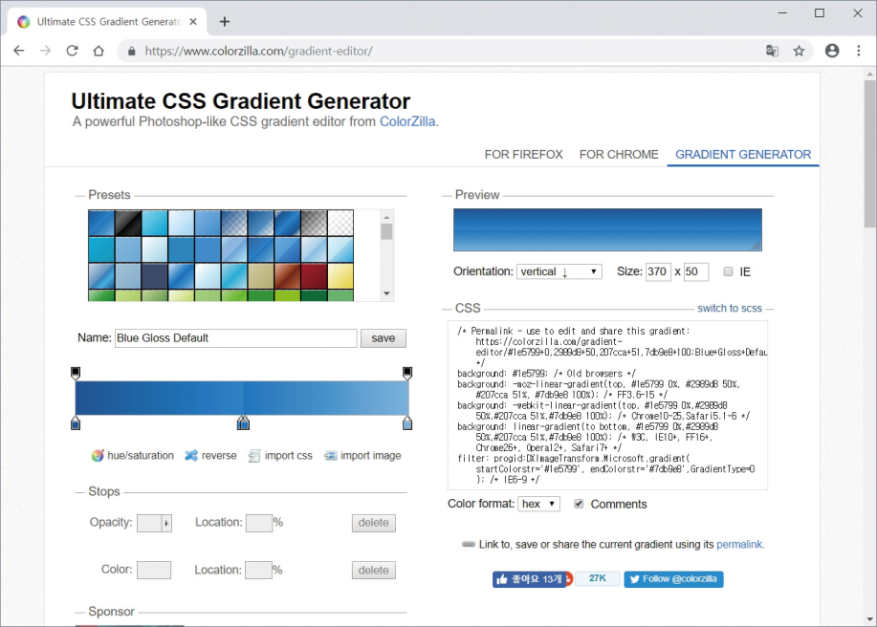 Ultimate CSS Gradient Generato
https://www.colorzilla.com/gradient-editor/
Ultimate CSS Gradient Generator
A powerful Photoshop-like CSS gradient editor from ColorZilla.
FOR FIREFOX FOR CHROME GRADIENT GENERATOR
Presets
Name: Blue Gloss Default save
hue/saturation reverse import css import image
Stops
Opacity: Location: % delete
Color: Location: % delete
Sponsor
Preview
Orientation: vertical ↓ Size: 370 x 50 IE
CSS switch to scss
/* Permalink - use to edit and share this gradient:
https://colorzilla.com/gradient-
editor/#1e5799+0,2989d8+50,207cca+51,7db9e8+100;Blue+Gloss+Defau
*/
background: #1e5799; /* Old browsers */
background: -moz-linear-gradient(top, #1e5799 0%, #2989d8 50%,
#207cca 51%, #7db9e8 100%); /* FF3.6-15 */
background: -webkit-linear-gradient(top, #1e5799 0%,#2989d8
50%,#207cca 51%,#7db9e8 100%); /* Chrome10-25,Safari5.1-6 */
background: linear-gradient(to bottom, #1e5799 0%,#2989d8
50%,#207cca 51%,#7db9e8 100%); /* W3C, IE10+, FF16+,
Chrome26+, Opera12+, Safari7+ */
filter: progid:DXImageTransform.Microsoft.gradient(
startColorstr='#1e5799', endColorstr='#7db9e8',GradientType=0
); /* IE6-9 */
Color format: hex Comments
Link to, save or share the current gradient using its permalink.
좋아요 13개 27K Follow @colorzilla